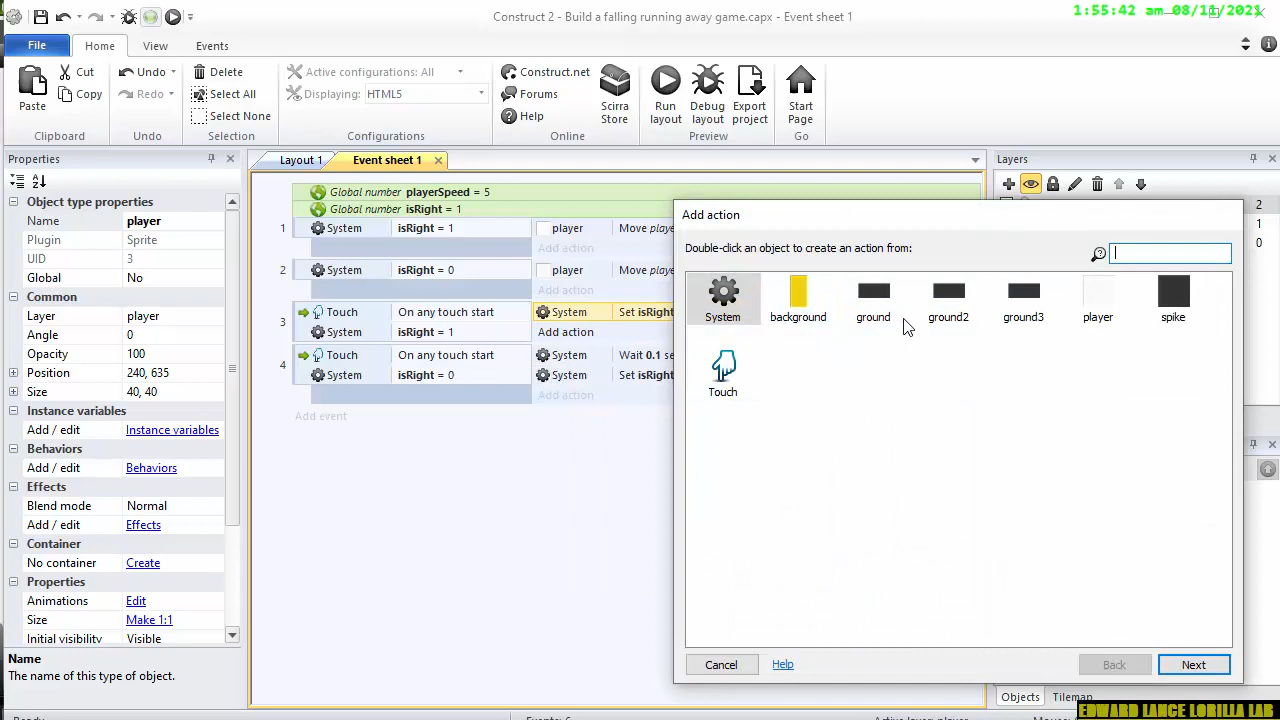 Construct 2 - Build a falling running away game.capx - Event sheet 1
1:55:42 am 08/11/2021
File
Home
View
Events
Paste
Cut
Copy
Clipboard
Undo
Redo
Undo
Delete
Select All
Select None
Selection
Active configurations: All
Displaying:
HTML5
Configurations
Construct.net
Forums
Help
Scirra
Store
Online
Run
layout
Debug
layout
Export
project
Preview
Start
Page
Go
Properties
Object type properties
Name player
Plugin Sprite
UID 3
Global No
Common
Layer player
Angle 0
Opacity 100
Position 240, 635
Size 40, 40
Instance variables
Add / edit Instance variables
Behaviors
Add / edit Behaviors
Effects
Blend mode Normal
Add / edit Effects
Container
No container Create
Properties
Animations Edit
Size Make 1:1
Initial visibility Visible
Name
The name of this type of object.
Layout 1
Event sheet 1
Global number playerSpeed = 5
Global number isRight = 1
1 System isRight = 1 player Move
Add action
2 System isRight = 0 player Move
Add action
3 Touch On any touch start System Set isRight
System isRight = 1 Add action
4 Touch On any touch start System Wait 0.1
System isRight = 0 System Set
Add action
Add event
Add action
Double-click an object to create an action from:
System
background
ground
ground2
ground3
player
spike
Touch
Cancel
Help
Back
Next
Layers
2
1
0
Objects
Tilemap
EDWARD LANCE LORILLA LAB